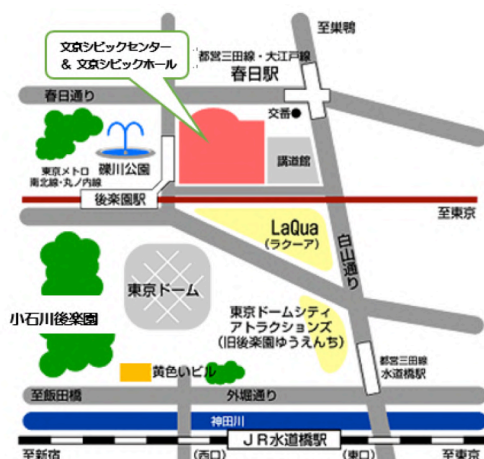 至巣鴨
文京シビックセンター
& 文京シビックホール
都営三田線・大江戸線
春日駅
春日通り
交番
講道館
礫川公園
東京メトロ
南北線・丸ノ内線
後楽園駅
至東京
LaQua
(ラクーア)
白山通り
東京ドーム
小石川後楽園
東京ドームシティ
アトラクションズ
(旧後楽園ゆうえんち)
都営三田線
水道橋駅
黄色いビル
至飯田橋
外堀通り
神田川
JR水道橋駅
至新宿
(西口)
(東口)
至東京